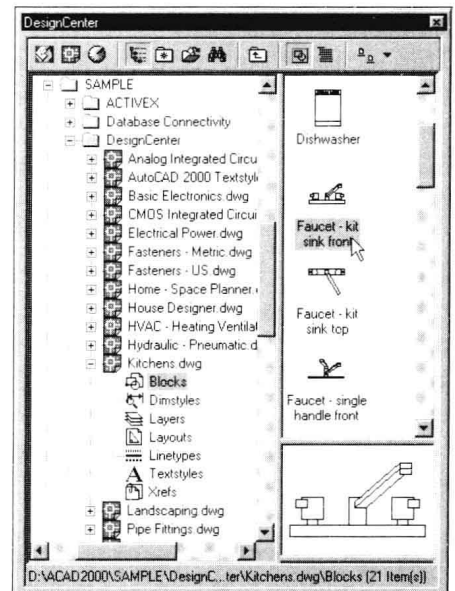 DesignCenter
SAMPLE
ACTIVEX
Database Connectivity
DesignCenter
Analog Integrated Circu
AutoCAD 2000 Textstyle
Basic Electronics.dwg
CMOS Integrated Circui
Electrical Power.dwg
Fasteners - Metric.dwg
Fasteners - US.dwg
Home - Space Planner.
House Designer.dwg
HVAC - Heating Ventilat
Hydraulic - Pneumatic.d
Kitchens.dwg
Blocks
Dimstyles
Layers
Layouts
Linetypes
Textstyles
Xrefs
Landscaping.dwg
Pipe Fittings.dwg
Dishwasher
Faucet - kit
sink front
Faucet - kit
sink top
Faucet - single
handle front
D:\ACAD2000\SAMPLE\DesignC...ter\Kitchens.dwg\Blocks (21 Item(s))